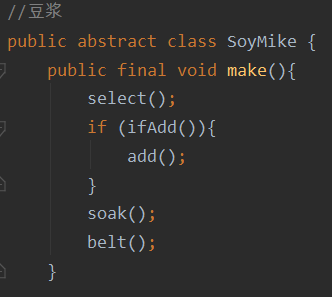 //豆浆
public abstract class SoyMike {
    public final void make(){
        select();
        if (ifAdd()){
            add();
        }
        soak();
        belt();
    }